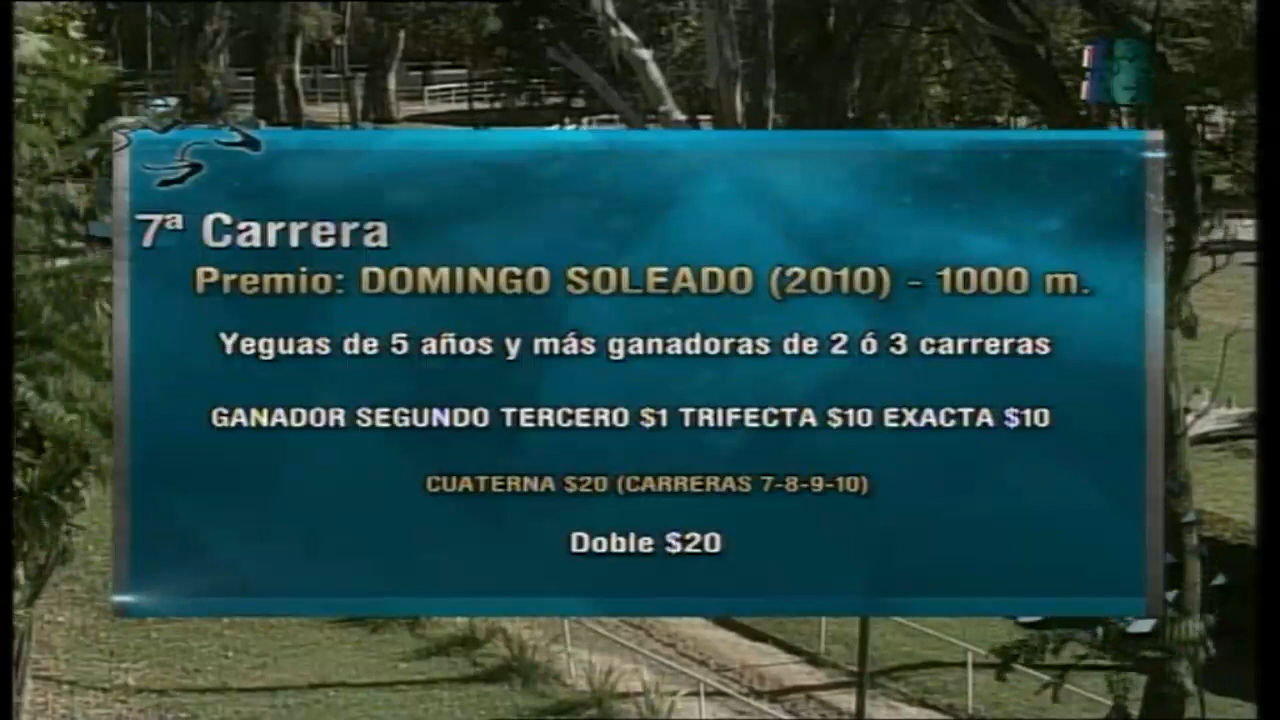 7ª Carrera
Premio: DOMINGO SOLEADO (2010) - 1000 m.
Yeguas de 5 años y más ganadoras de 2 ó 3 carreras
GANADOR SEGUNDO TERCERO $1 TRIFECTA $10 EXACTA $10
CUATERNA $20 (CARRERAS 7-8-9-10)
Doble $20